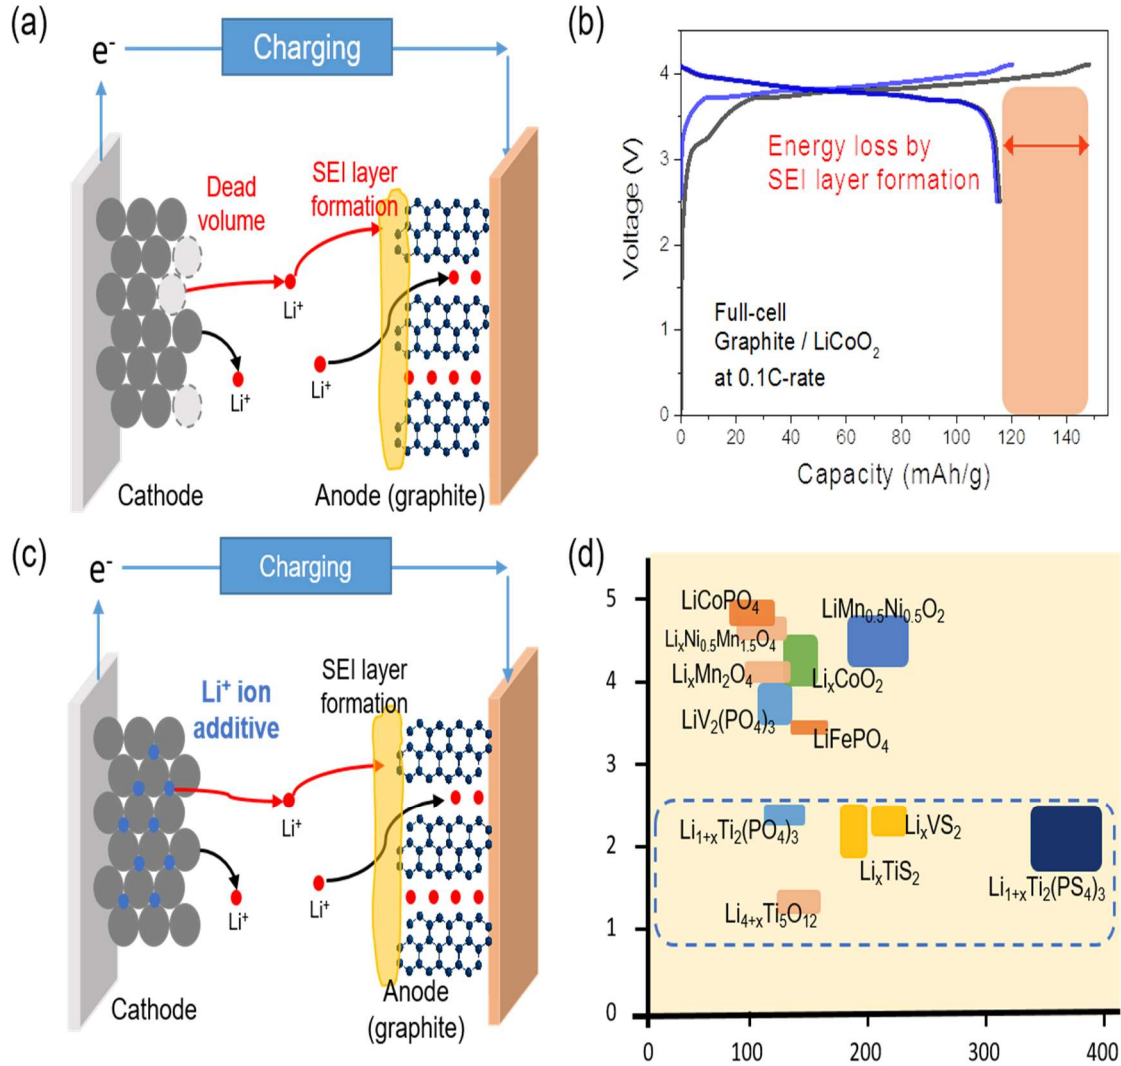 (a)
e-
Charging
Dead
volume
SEI layer
formation
Li+
Li+
Li+
Cathode
Anode (graphite)
(b)
Voltage (V)
4
3
2
1
0
Energy loss by
SEI layer formation
Full-cell
Graphite / LiCoO2
at 0.1C-rate
0 20 40 60 80 100 120 140
Capacity (mAh/g)
(c)
e-
Charging
Li+ ion
additive
SEI layer
formation
Li+
Li+
Li+
Cathode
Anode
(graphite)
(d)
5
4
3
2
1
0
LiCoPO4
LiMn0.5Ni0.5O2
LixNi0.5Mn1.5O4
LixMn2O4
LixCoO2
LiV2(PO4)3
LiFePO4
Li1+xTi2(PO4)3
LixVS2
LixTiS2
Li1+xTi2(PS4)3
Li4+xTi5O12
0 100 200 300 400